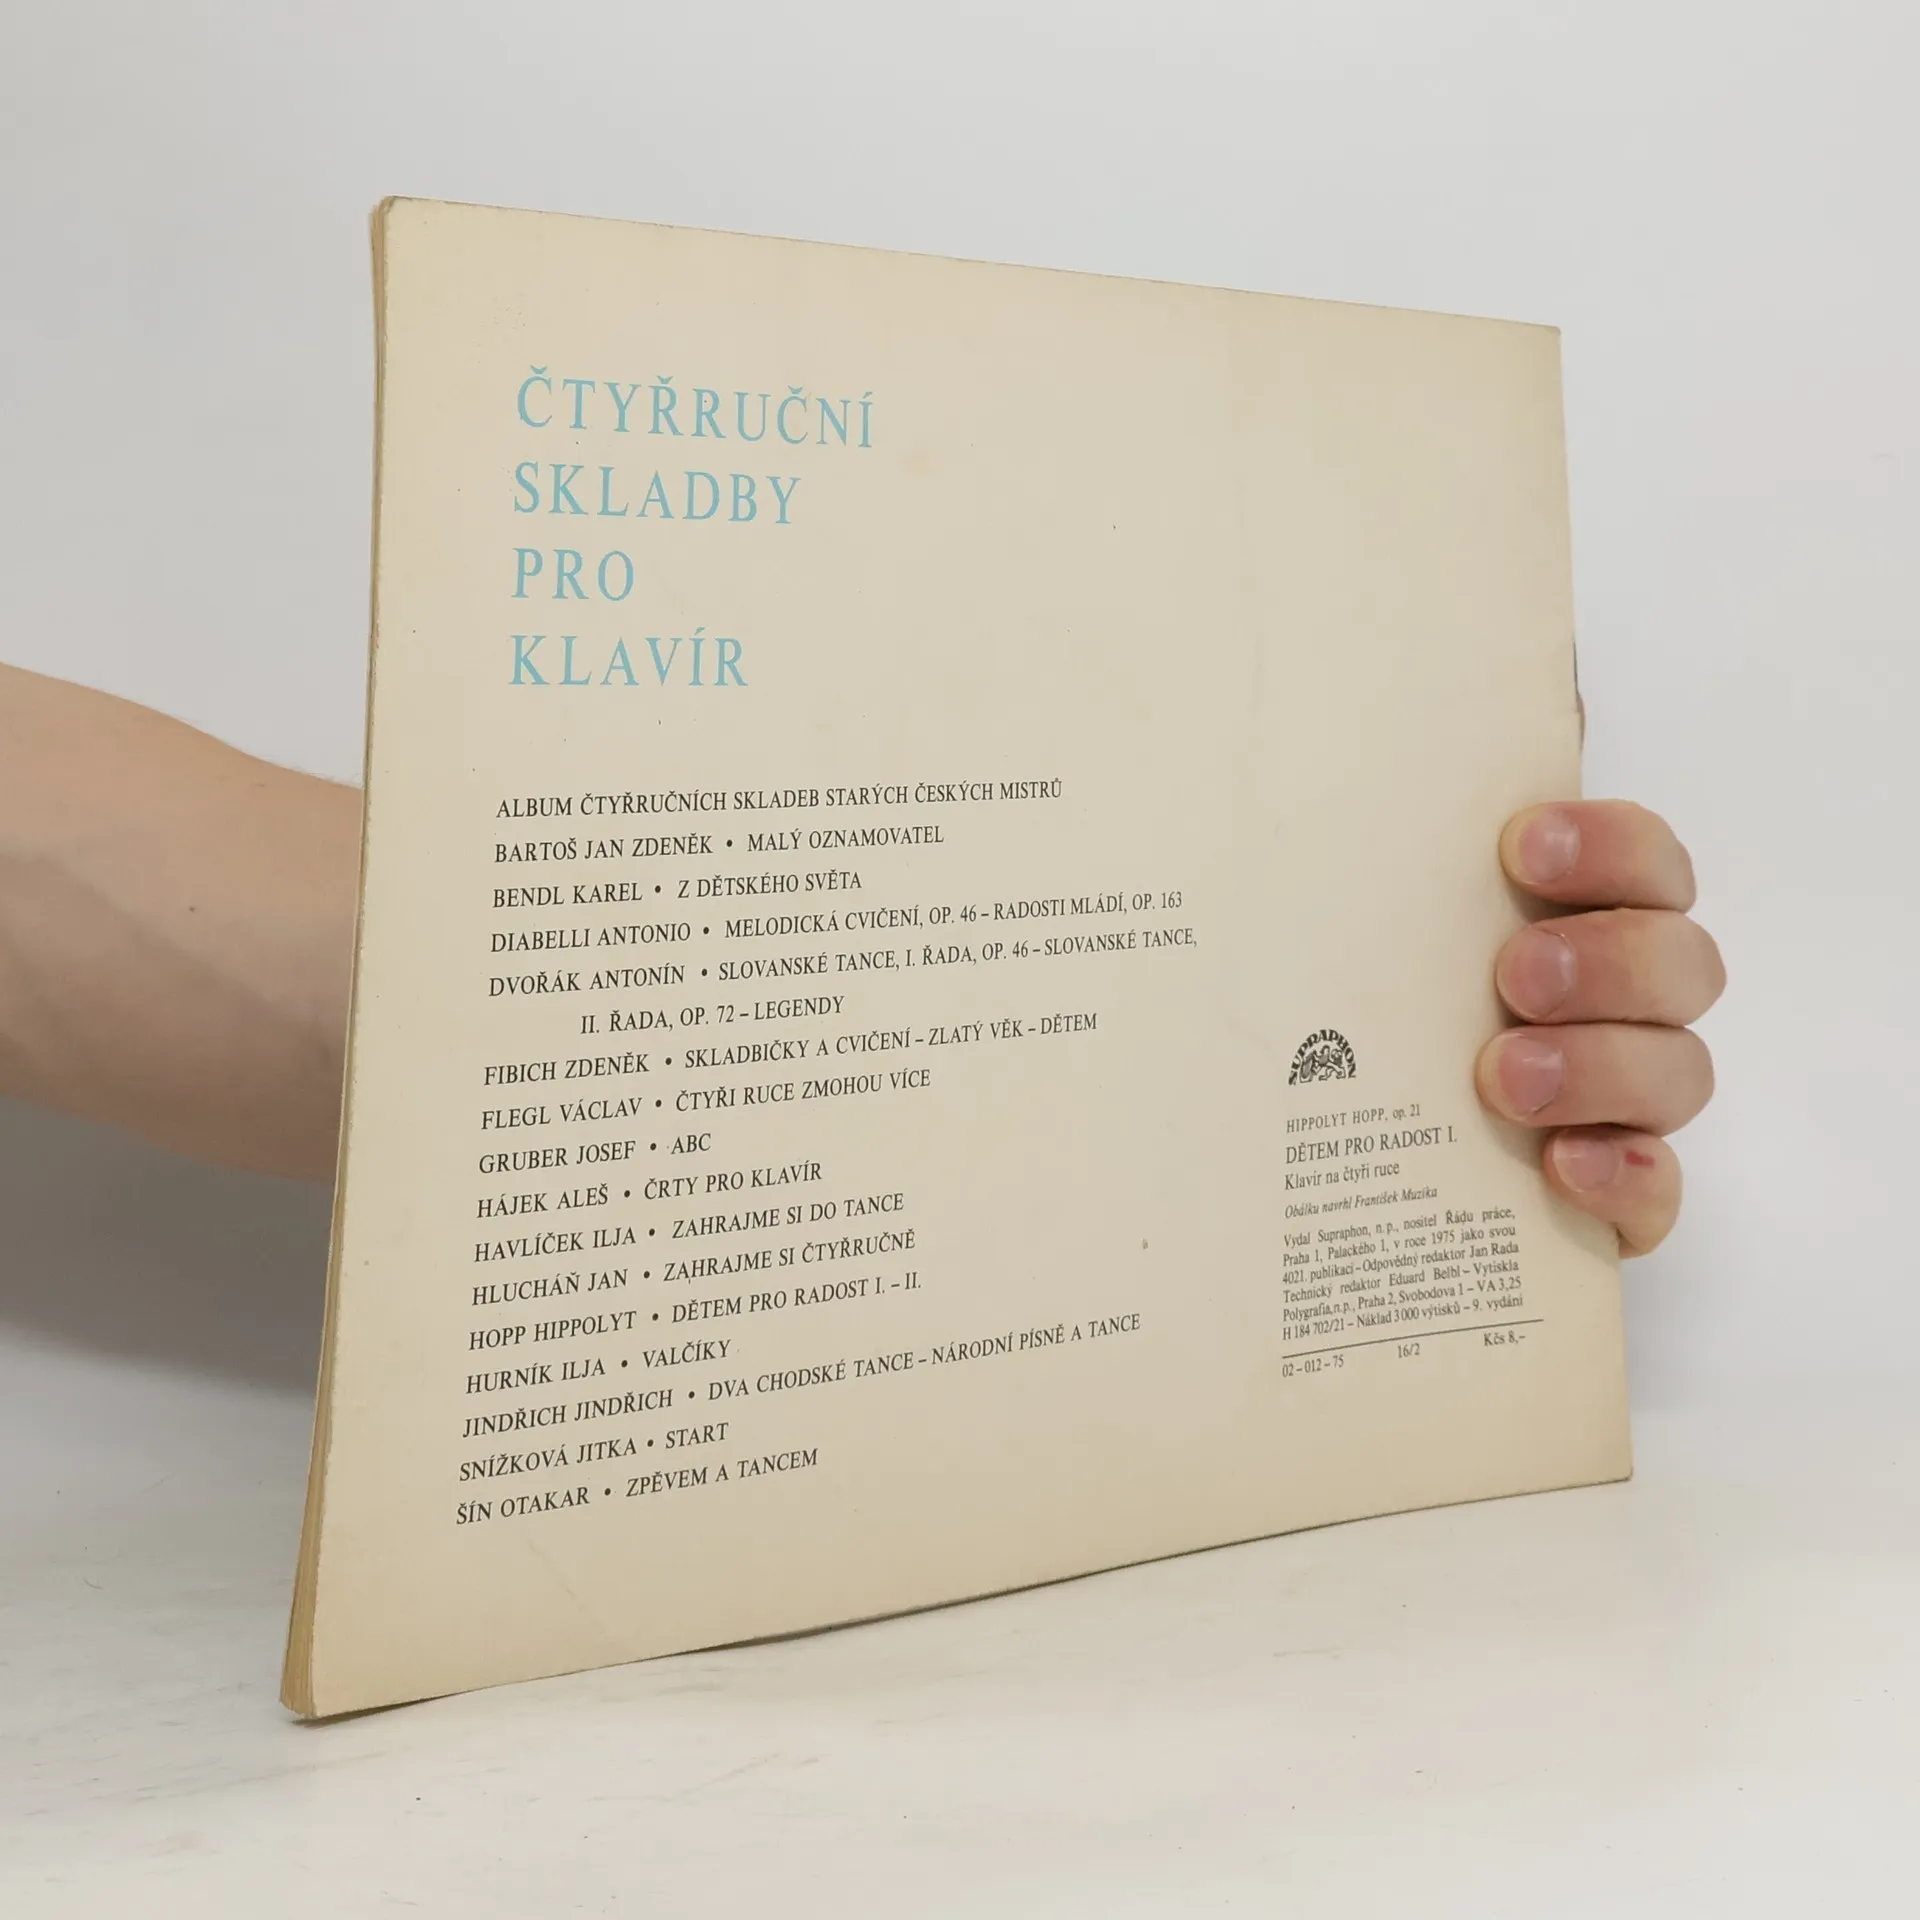 ČTYŘRUČNÍ
SKLADBY
PRO
KLAVÍR
ALBUM ČTYŘRUČNÍCH SKLADEB STARÝCH ČESKÝCH MISTRŮ
BARTOŠ JAN ZDENĚK • MALÝ OZNAMOVATEL
BENDL KAREL • Z DĚTSKÉHO SVĚTA
DIABELLI ANTONIO • MELODICKÁ CVIČENÍ, OP. 46 – RADOSTI MLÁDÍ, OP. 163
DVOŘÁK ANTONÍN • SLOVANSKÉ TANCE, I. ŘADA, OP. 46 – SLOVANSKÉ TANCE,
II. ŘADA, OP. 72 – LEGENDY
FIBICH ZDENĚK • SKLADBIČKY A CVIČENÍ – ZLATÝ VĚK – DĚTEM
FLEGL VÁCLAV • ČTYŘI RUCE ZMOHOU VÍCE
GRUBER JOSEF • ABC
HÁJEK ALEŠ • ČRTY PRO KLAVÍR
HAVLÍČEK ILJA • ZAHRAJME SI DO TANCE
HLUCHÁŇ JAN • ZAHRAJME SI ČTYŘRUČNĚ
HOPP HIPPOLYT • DĚTEM PRO RADOST I. – II.
HURNÍK ILJA • VALČÍKY
JINDŘICH JINDŘICH • DVA CHODSKÉ TANCE – NÁRODNÍ PÍSNĚ A TANCE
SNÍŽKOVÁ JITKA • START
ŠÍN OTAKAR • ZPĚVEM A TANCEM
SUPRAPHON
HIPPOLYT HOPP, op. 21
DĚTEM PRO RADOST I.
Klavír na čtyři ruce
Obálku navrhl František Muzika
Vydal Supraphon, n. p., nositel Řádu práce,
Praha 1, Palackého 1, v roce 1975 jako svou
4021. publikaci – Odpovědný redaktor Jan Rada
Technický redaktor Eduard Belbl – Vytiskla
Polygrafia, n. p., Praha 2, Svobodova 1 – VA 3,25
H 184 702/21 – Náklad 3 000 výtisků – 9. vydání
02 – 012 – 75 16/2 Kčs 8,–